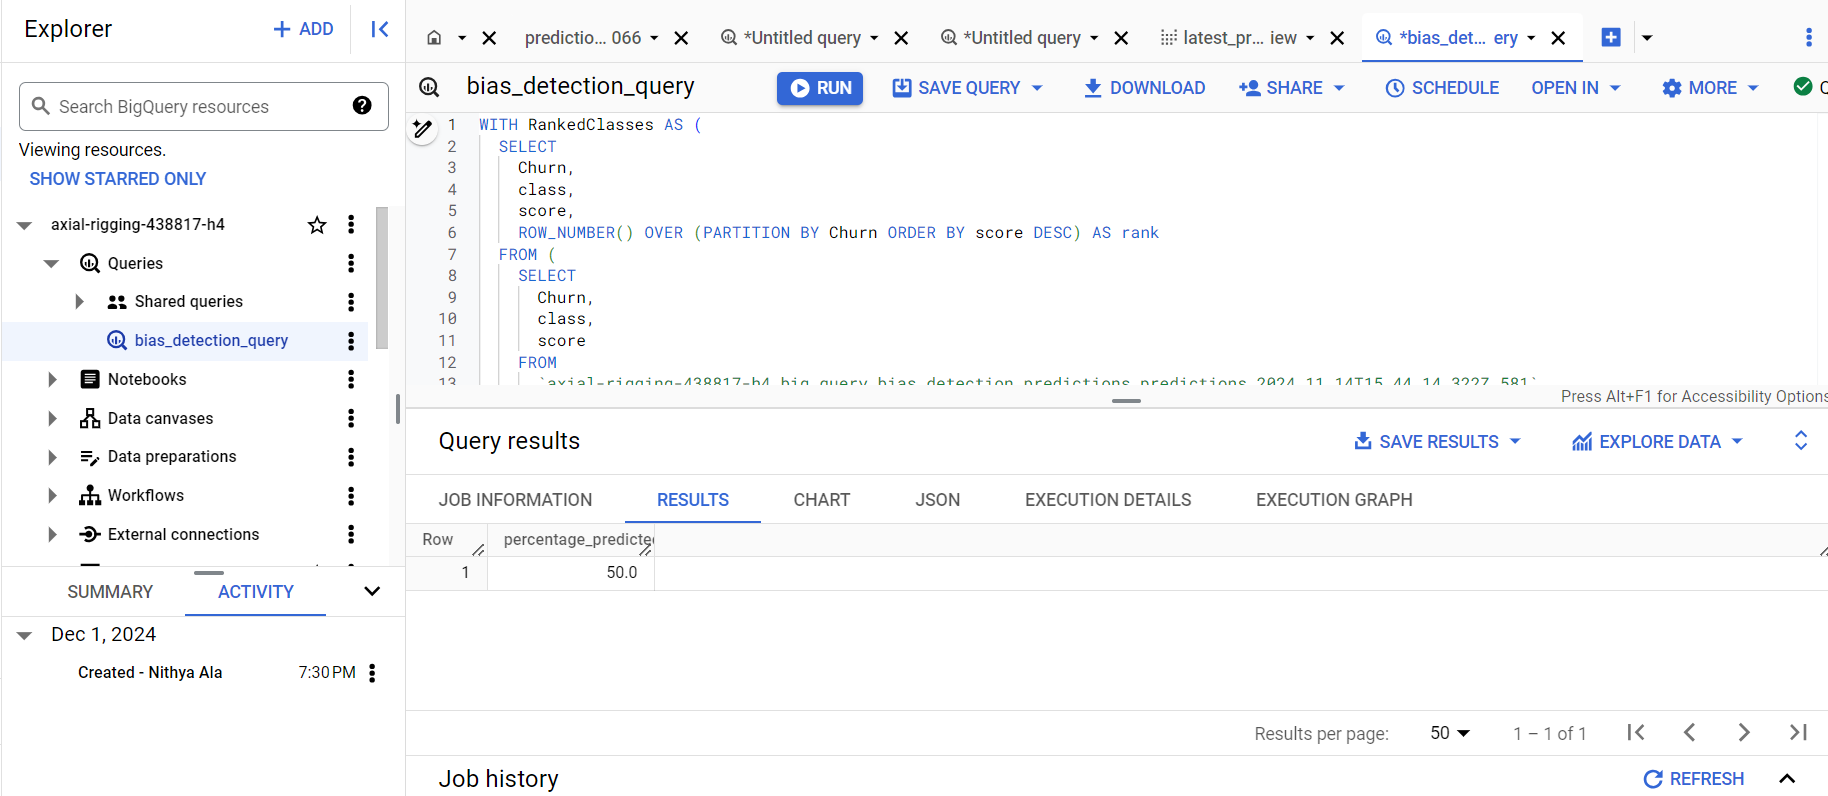 Explorer
+ ADD
Search BigQuery resources
Viewing resources.
SHOW STARRED ONLY
axial-rigging-438817-h4
Queries
Shared queries
bias_detection_query
Notebooks
Data canvases
Data preparations
Workflows
External connections
SUMMARY ACTIVITY
Dec 1, 2024
Created - Nithya Ala 7:30 PM
predictio... 066 *Untitled query *Untitled query latest_pr... iew *bias_det... ery
bias_detection_query RUN SAVE QUERY DOWNLOAD SHARE SCHEDULE OPEN IN MORE
1 WITH RankedClasses AS (
2 SELECT
3 Churn,
4 class,
5 score,
6 ROW_NUMBER() OVER (PARTITION BY Churn ORDER BY score DESC) AS rank
7 FROM (
8 SELECT
9 Churn,
10 class,
11 score
12 FROM
13 `axial-rigging-438817-h4.big_query_bias_detection_predictions.predictions_2024_11_14T15_44_14_322Z_581`
Press Alt+F1 for Accessibility Options
Query results SAVE RESULTS EXPLORE DATA
JOB INFORMATION RESULTS CHART JSON EXECUTION DETAILS EXECUTION GRAPH
Row percentage_predicte
1 50.0
Results per page: 50 1 – 1 of 1
Job history REFRESH